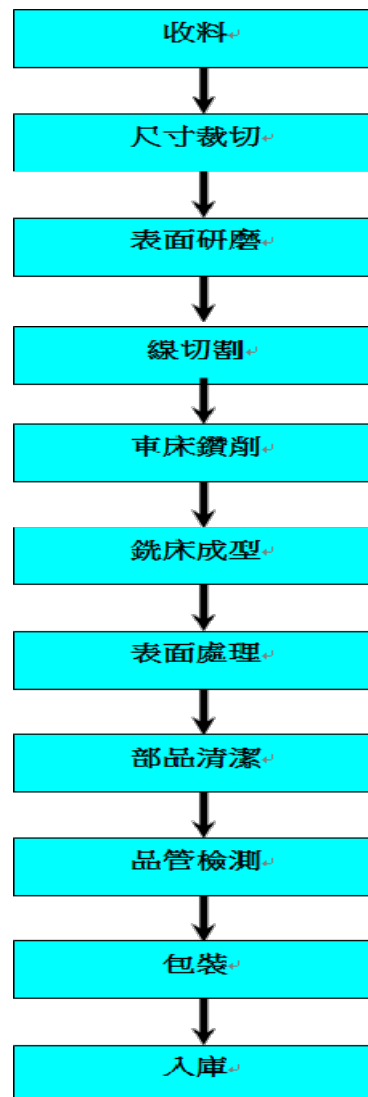 收料
尺寸裁切
表面研磨
線切割
車床鑽削
銑床成型
表面處理
部品清潔
品管檢測
包裝
入庫